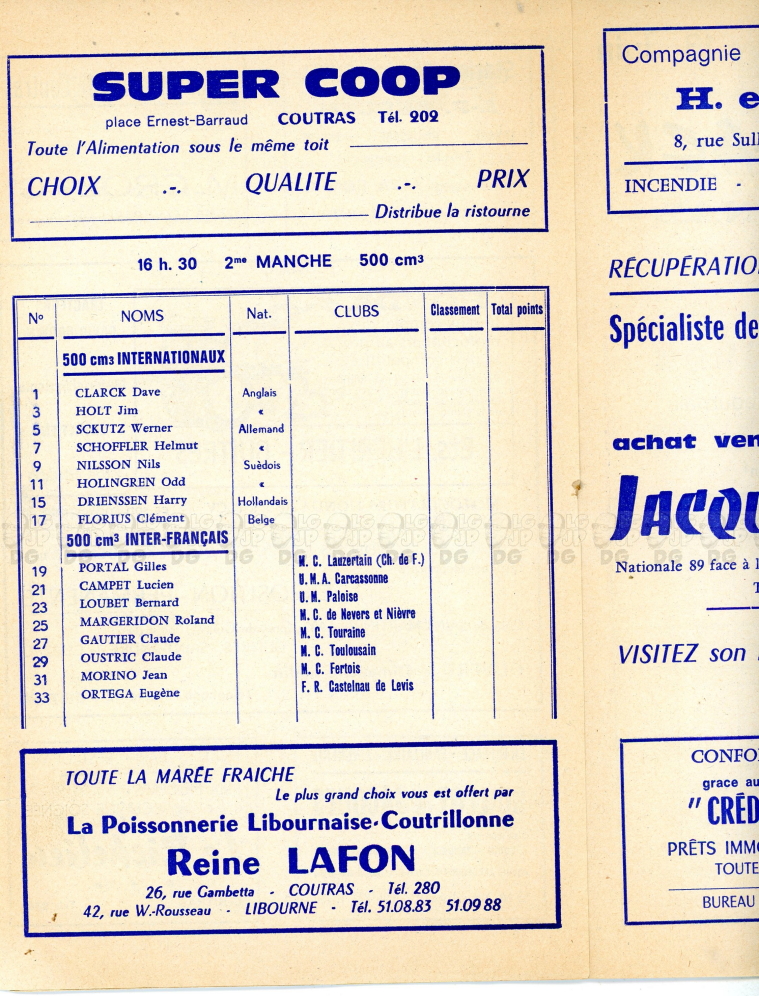 SUPER COOP
place Ernest-Barraud COUTRAS Tél. 202
Toute l'Alimentation sous le même toit
CHOIX .-. QUALITE .-. PRIX
Distribue la ristourne
16 h. 30 2me MANCHE 500 cm3
No NOMS Nat. CLUBS Classement Total points
500 cm3 INTERNATIONAUX
1 CLARCK Dave Anglais
3 HOLT Jim «
5 SCKUTZ Werner Allemand
7 SCHOFFLER Helmut «
9 NILSSON Nils Suèdois
11 HOLINGREN Odd «
15 DRIENSSEN Harry Hollandais
17 FLORIUS Clément Belge
500 cm3 INTER-FRANÇAIS
19 PORTAL Gilles M. C. Lauzertain (Ch. de F.)
21 CAMPET Lucien U. M. A. Carcassonne
23 LOUBET Bernard U. M. Paloise
25 MARGERIDON Roland M. C. de Nevers et Nièvre
27 GAUTIER Claude M. C. Touraine
29 OUSTRIC Claude M. C. Toulousain
31 MORINO Jean M. C. Fertois
33 ORTEGA Eugène F. R. Castelnau de Levis
TOUTE LA MARÉE FRAICHE
Le plus grand choix vous est offert par
La Poissonnerie Libournaise-Coutrillonne
Reine LAFON
26, rue Gambetta - COUTRAS - Tél. 280
42, rue W.-Rousseau - LIBOURNE - Tél. 51.08.83 51.09 88
Compagnie
H. e
8, rue Sull
INCENDIE -
RÉCUPÉRATIO
Spécialiste de
achat ven
JACQU
Nationale 89 face à l
T
VISITEZ son
CONFO
grace au
"CRÉD
PRÊTS IMMO
TOUTE
BUREAU